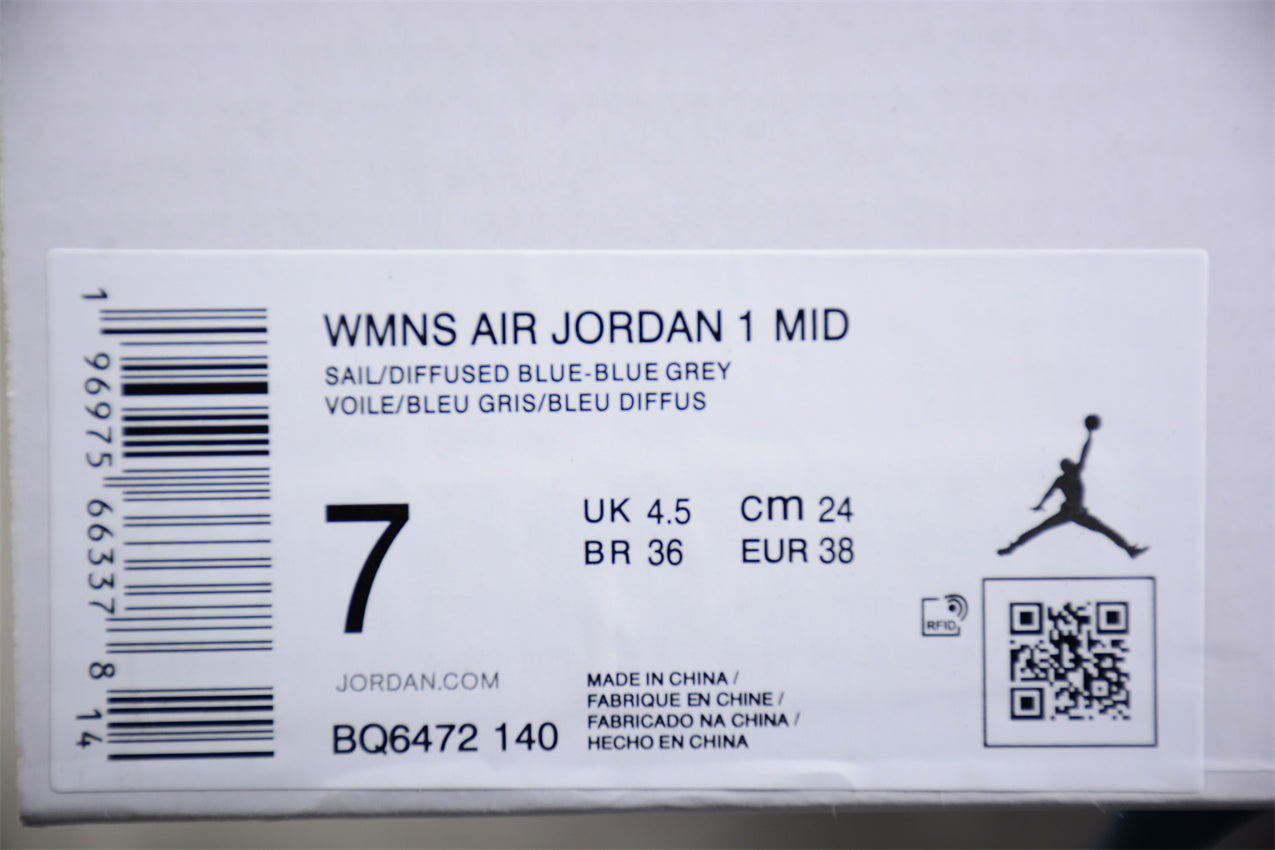 1 96975 66337 8 14
WMNS AIR JORDAN 1 MID
SAIL/DIFFUSED BLUE-BLUE GREY
VOILE/BLEU GRIS/BLEU DIFFUS
7
UK 4.5 cm 24
BR 36 EUR 38
RFID
JORDAN.COM
BQ6472 140
MADE IN CHINA /
FABRIQUE EN CHINE /
FABRICADO NA CHINA /
HECHO EN CHINA